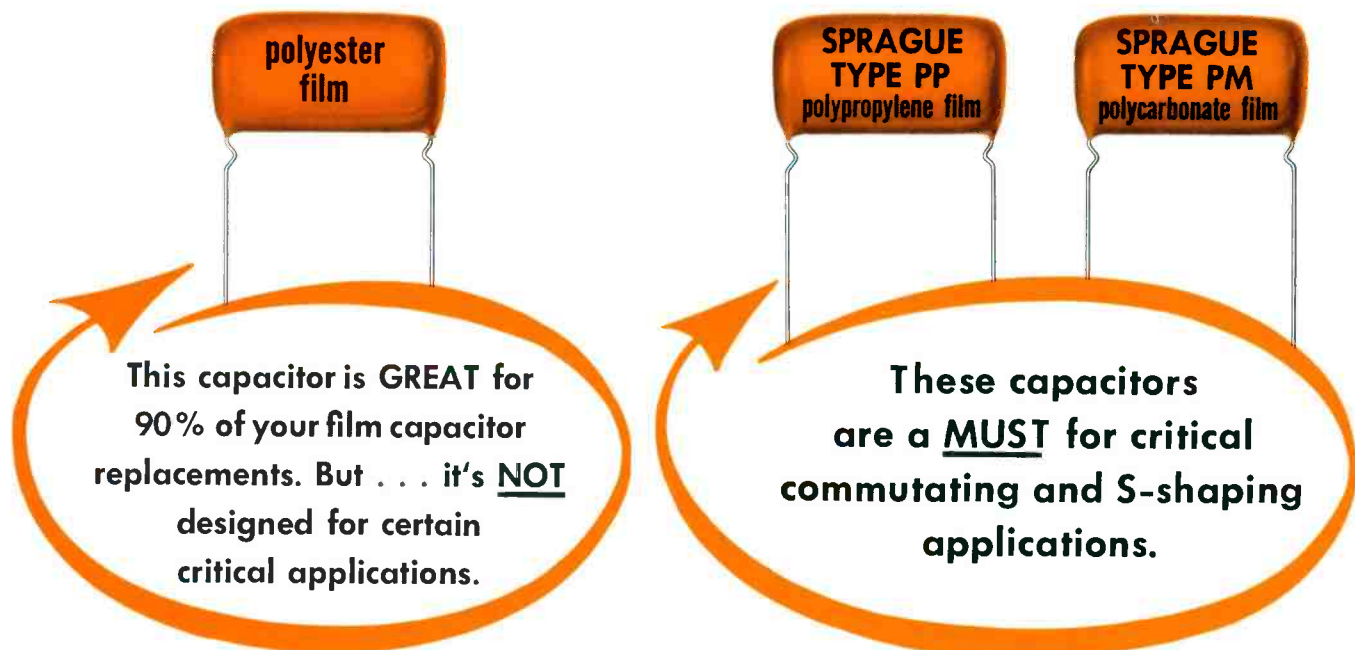 polyester
film
This capacitor is GREAT for
90% of your film capacitor
replacements. But . . . it's NOT
designed for certain
critical applications.
SPRAGUE
TYPE PP
polypropylene film
SPRAGUE
TYPE PM
polycarbonate film
These capacitors
are a MUST for critical
commutating and S-shaping
applications.